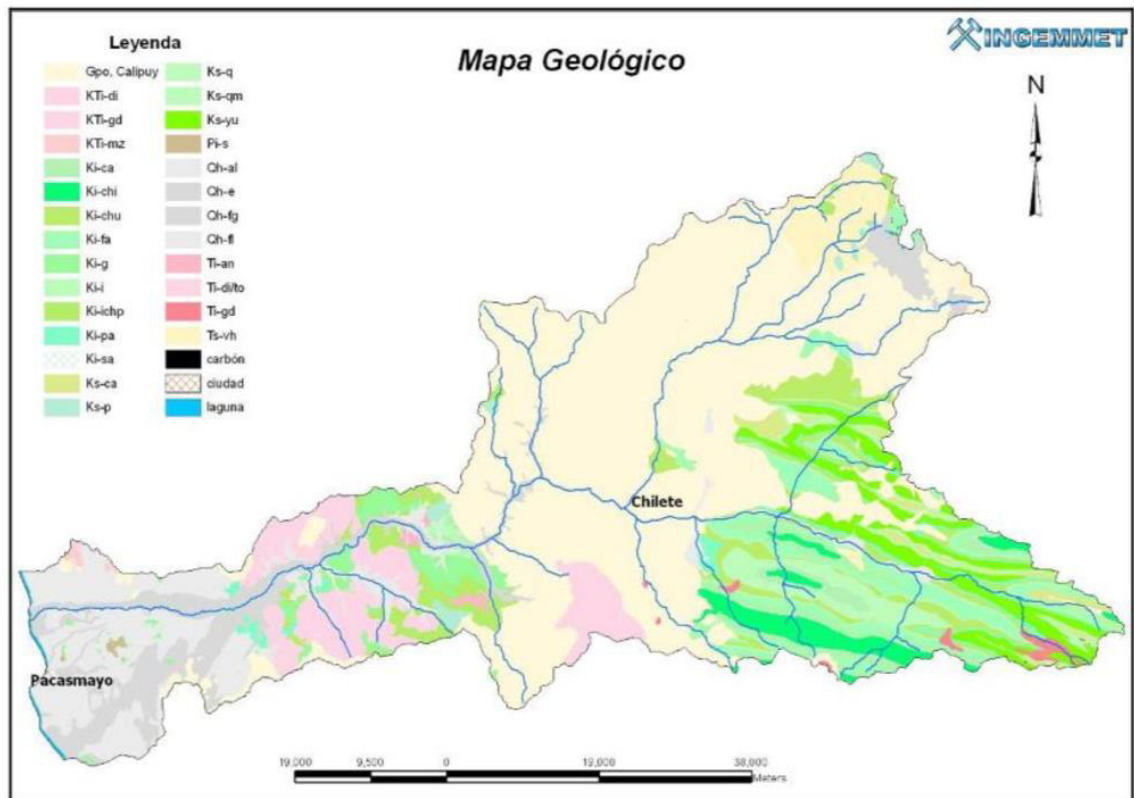 INGEMMET
Mapa Geológico
Leyenda
Gpo. Calipuy
KTi-di
KTi-gd
KTi-mz
Ki-ca
Ki-chi
Ki-chu
Ki-fa
Ki-g
Ki-i
Ki-ichp
Ki-pa
Ki-sa
Ks-ca
Ks-p
Ks-q
Ks-qm
Ks-yu
Pi-s
Qh-al
Qh-e
Qh-fg
Qh-fl
Ti-an
Ti-di/to
Ti-gd
Ts-vh
carbón
ciudad
laguna
N
Chilete
Pacasmayo
19,000 9,500 0 19,000 38,000
Meters